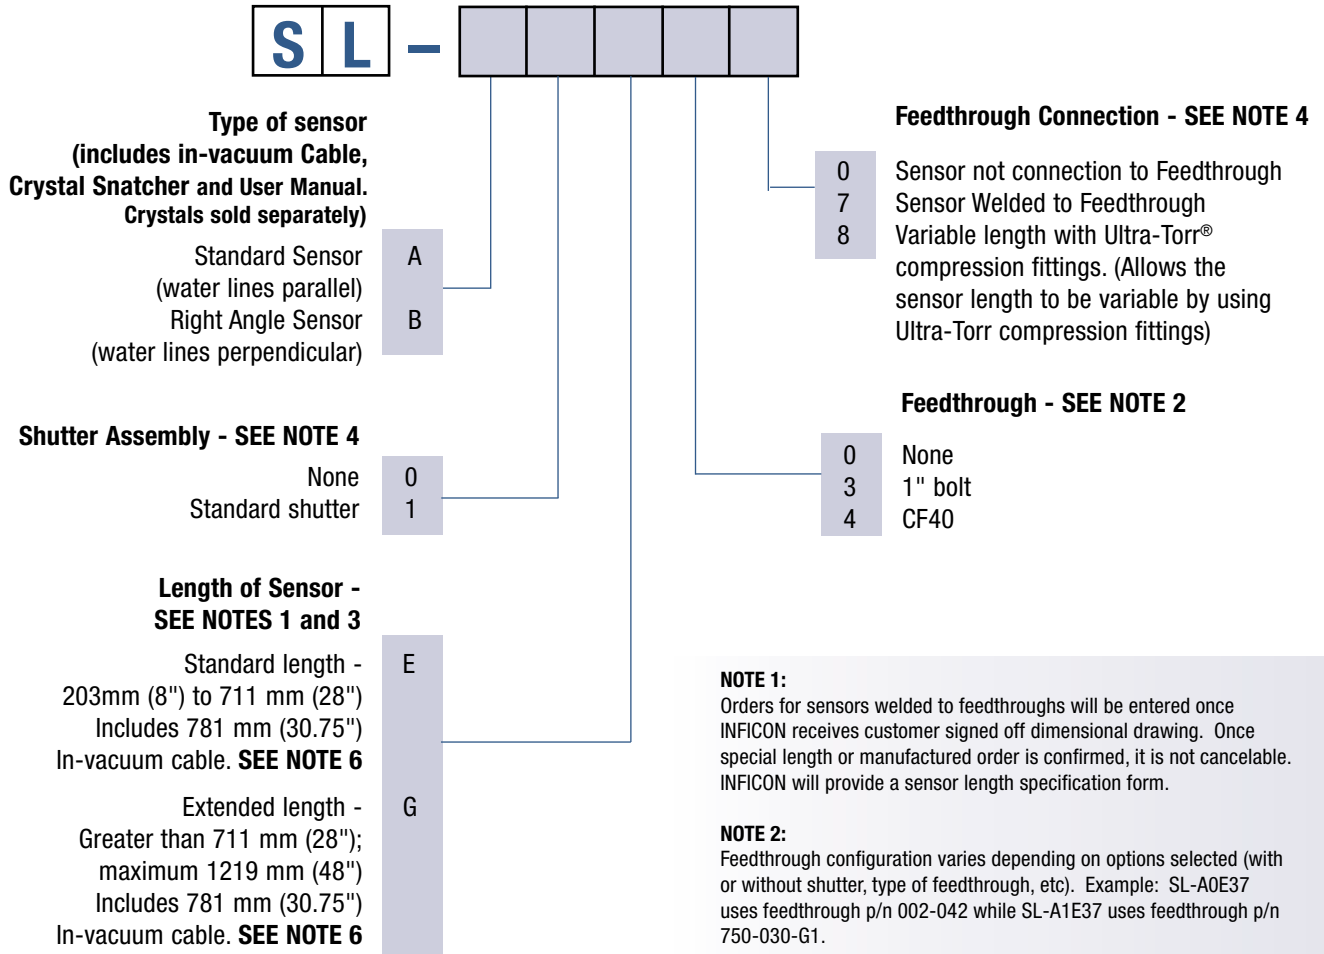 SL –
Type of sensor
(includes in-vacuum Cable,
Crystal Snatcher and User Manual.
Crystals sold separately)
Standard Sensor A
(water lines parallel)
Right Angle Sensor B
(water lines perpendicular)
Shutter Assembly - SEE NOTE 4
None 0
Standard shutter 1
Length of Sensor -
SEE NOTES 1 and 3
Standard length - E
203mm (8") to 711 mm (28")
Includes 781 mm (30.75")
In-vacuum cable. SEE NOTE 6
Extended length - G
Greater than 711 mm (28");
maximum 1219 mm (48")
Includes 781 mm (30.75")
In-vacuum cable. SEE NOTE 6
Feedthrough Connection - SEE NOTE 4
0 Sensor not connection to Feedthrough
7 Sensor Welded to Feedthrough
8 Variable length with Ultra-Torr®
compression fittings. (Allows the
sensor length to be variable by using
Ultra-Torr compression fittings)
Feedthrough - SEE NOTE 2
0 None
3 1" bolt
4 CF40
NOTE 1:
Orders for sensors welded to feedthroughs will be entered once
INFICON receives customer signed off dimensional drawing. Once
special length or manufactured order is confirmed, it is not cancelable.
INFICON will provide a sensor length specification form.
NOTE 2:
Feedthrough configuration varies depending on options selected (with
or without shutter, type of feedthrough, etc). Example: SL-A0E37
uses feedthrough p/n 002-042 while SL-A1E37 uses feedthrough p/n
750-030-G1.